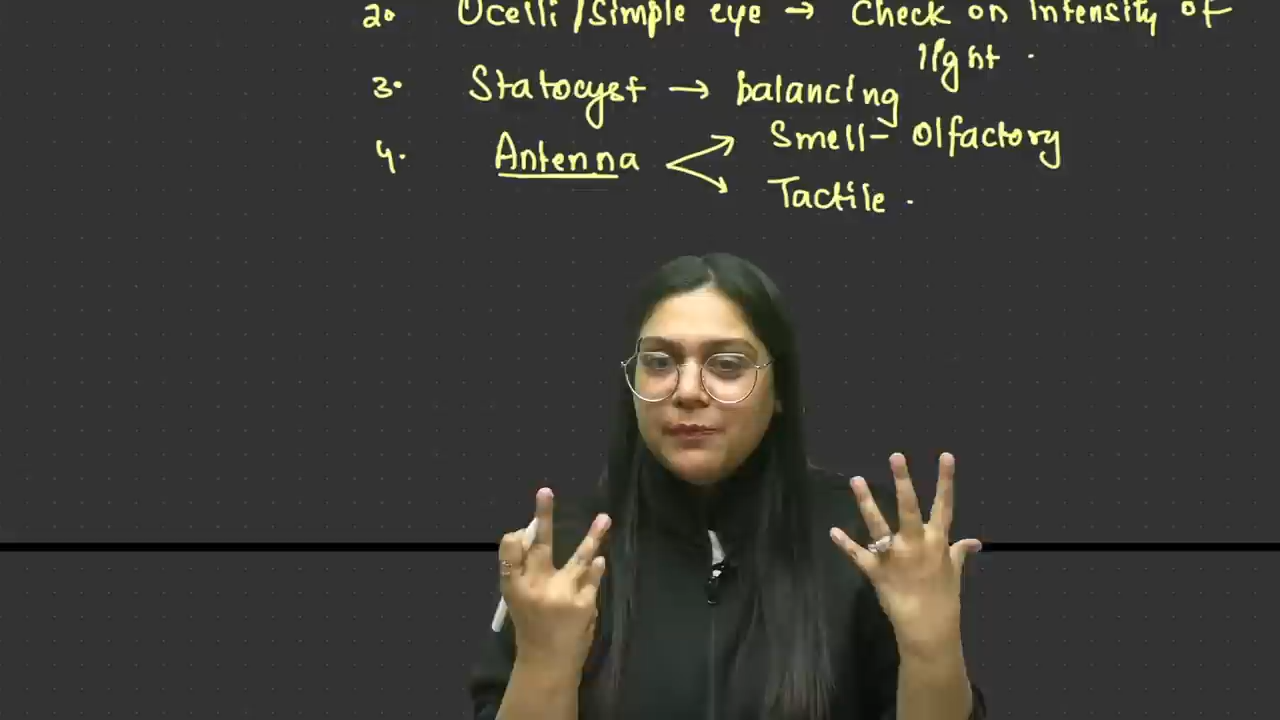 2. Ocelli / Simple eye → Check on intensity of
light.
3. Statocyst → balancing
4. Antenna Smell - Olfactory
Tactile.